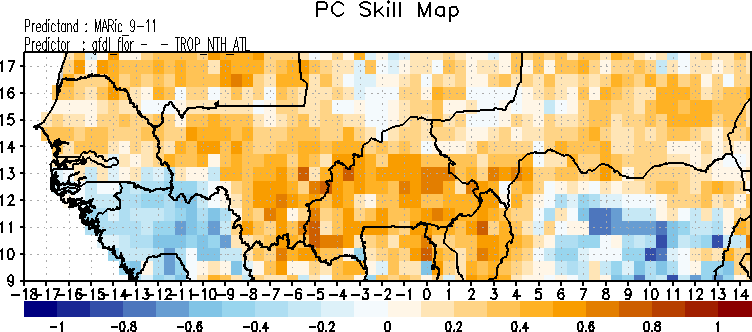 PC Skill Map
Predictand : MARic_9-11
Predictor : gfdl_flor - - TROP_NTH_ATL
17
16
15
14
13
12
11
10
9
-18 -17 -16 -15 -14 -13 -12 -11 -10 -9 -8 -7 -6 -5 -4 -3 -2 -1 0 1 2 3 4 5 6 7 8 9 10 11 12 13 14
-1 -0.8 -0.6 -0.4 -0.2 0 0.2 0.4 0.6 0.8 1